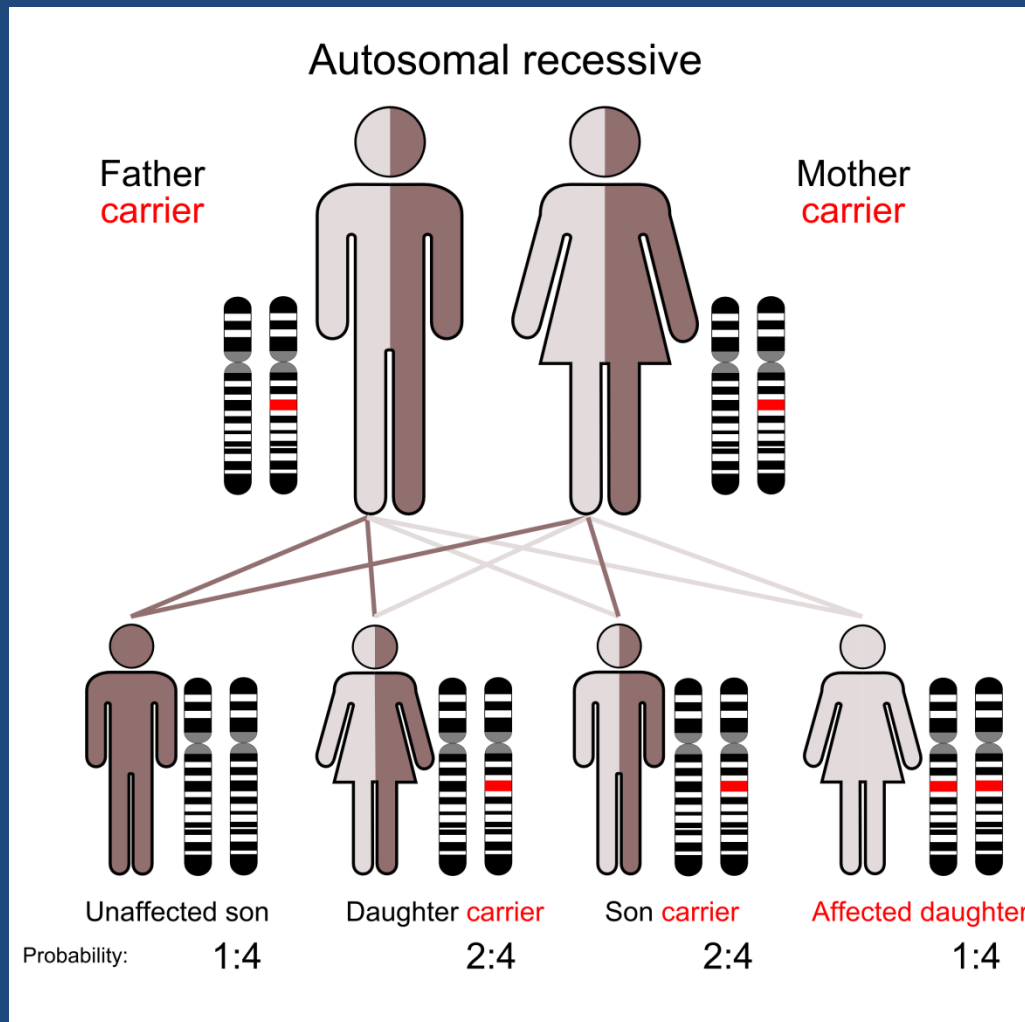 Autosomal recessive
Father
carrier
Mother
carrier
Unaffected son
Daughter carrier
Son carrier
Affected daughter
Probability:
1:4
2:4
2:4
1:4